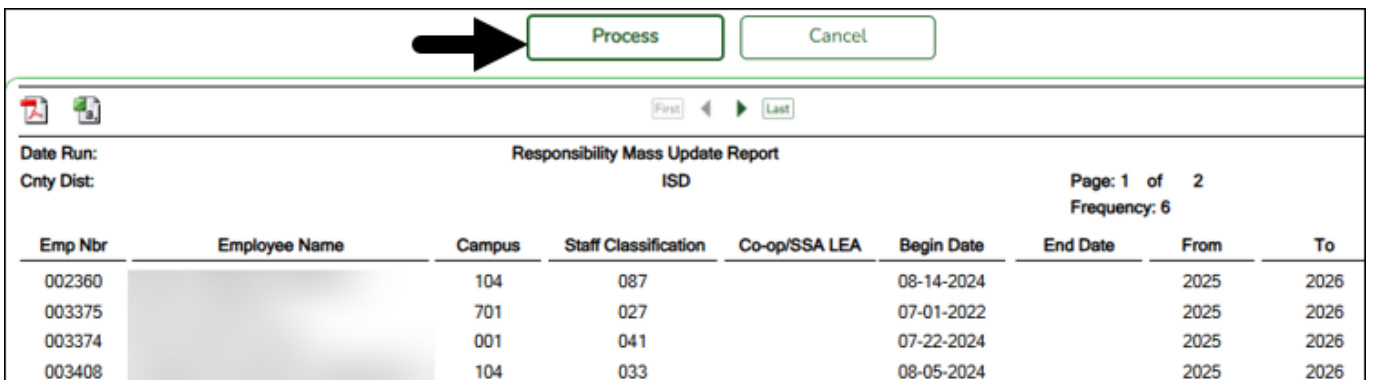 Process Cancel
First Last
Date Run: Responsibility Mass Update Report
Cnty Dist: ISD Page: 1 of 2
Frequency: 6
Emp Nbr Employee Name Campus Staff Classification Co-op/SSA LEA Begin Date End Date From To
002360 104 087 08-14-2024 2025 2026
003375 701 027 07-01-2022 2025 2026
003374 001 041 07-22-2024 2025 2026
003408 104 033 08-05-2024 2025 2026